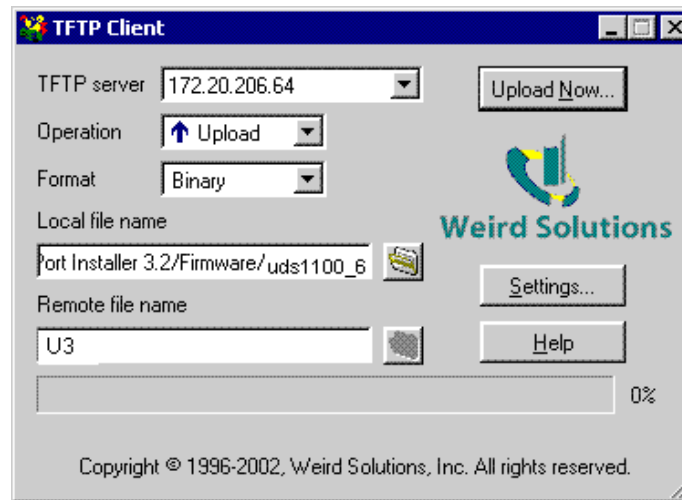 TFTP Client
TFTP server 172.20.206.64 Upload Now...
Operation Upload
Format Binary
Local file name
Weird Solutions
Port Installer 3.2/Firmware/uds1100_6
Settings...
Remote file name
U3 Help
0%
Copyright © 1996-2002, Weird Solutions, Inc. All rights reserved.